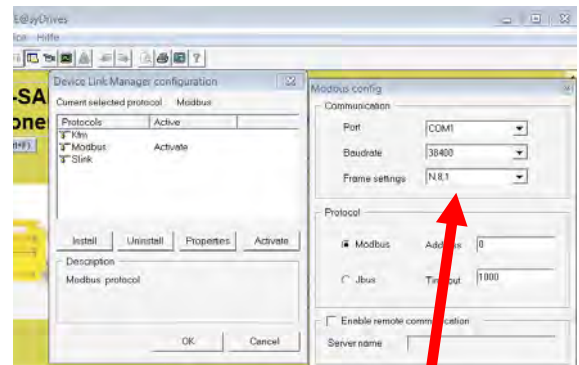 E@syDrives
ice Hilfe
-SA
one
Device Link Manager configuration
Current selected protocol Modbus
Protocols Active
Kfm
Modbus Activate
Slink
Install Uninstall Properties Activate
Description
Modbus protocol
OK Cancel
Modbus config
Communication
Port COM1
Baudrate 38400
Frame settings N,8,1
Protocol
Modbus Address 0
Jbus Timeout 1000
Enable remote communication
Server name